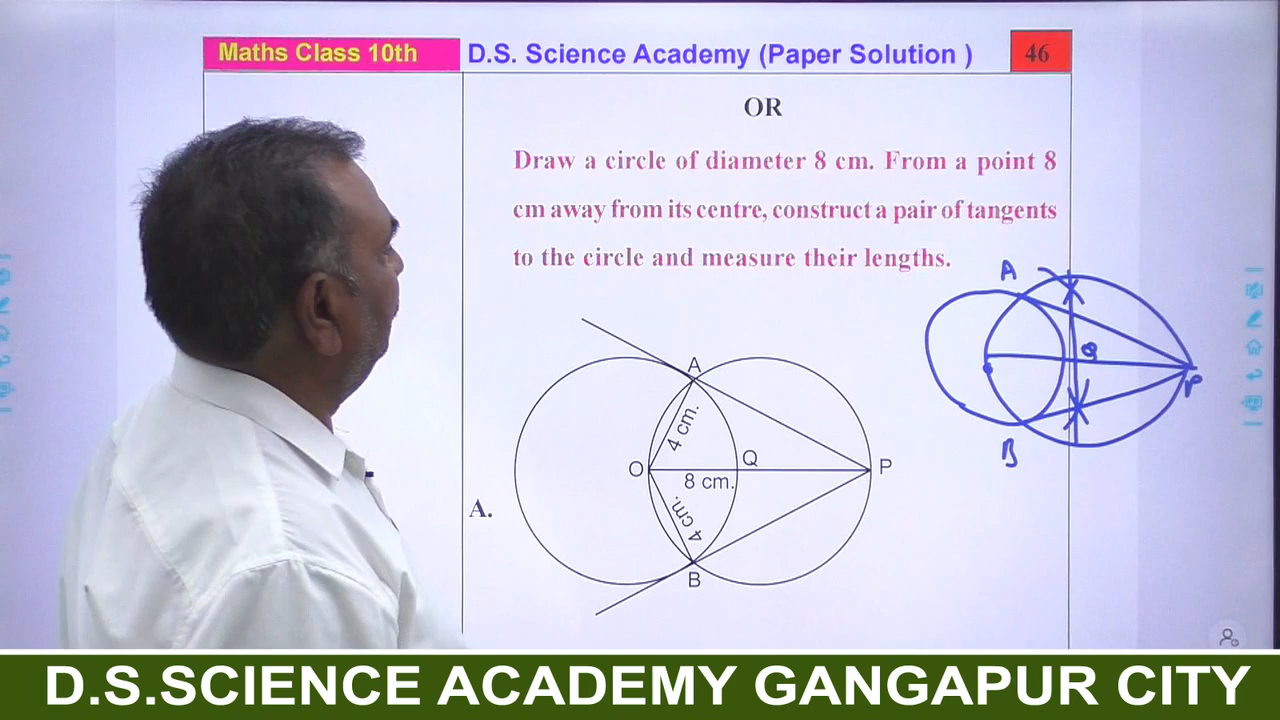 Maths Class 10th
D.S. Science Academy (Paper Solution )
46
OR
Draw a circle of diameter 8 cm. From a point 8
cm away from its centre, construct a pair of tangents
to the circle and measure their lengths.
A
B
Q
P
A.
A
B
O
Q
P
4 cm.
8 cm.
4 cm.
D.S.SCIENCE ACADEMY GANGAPUR CITY